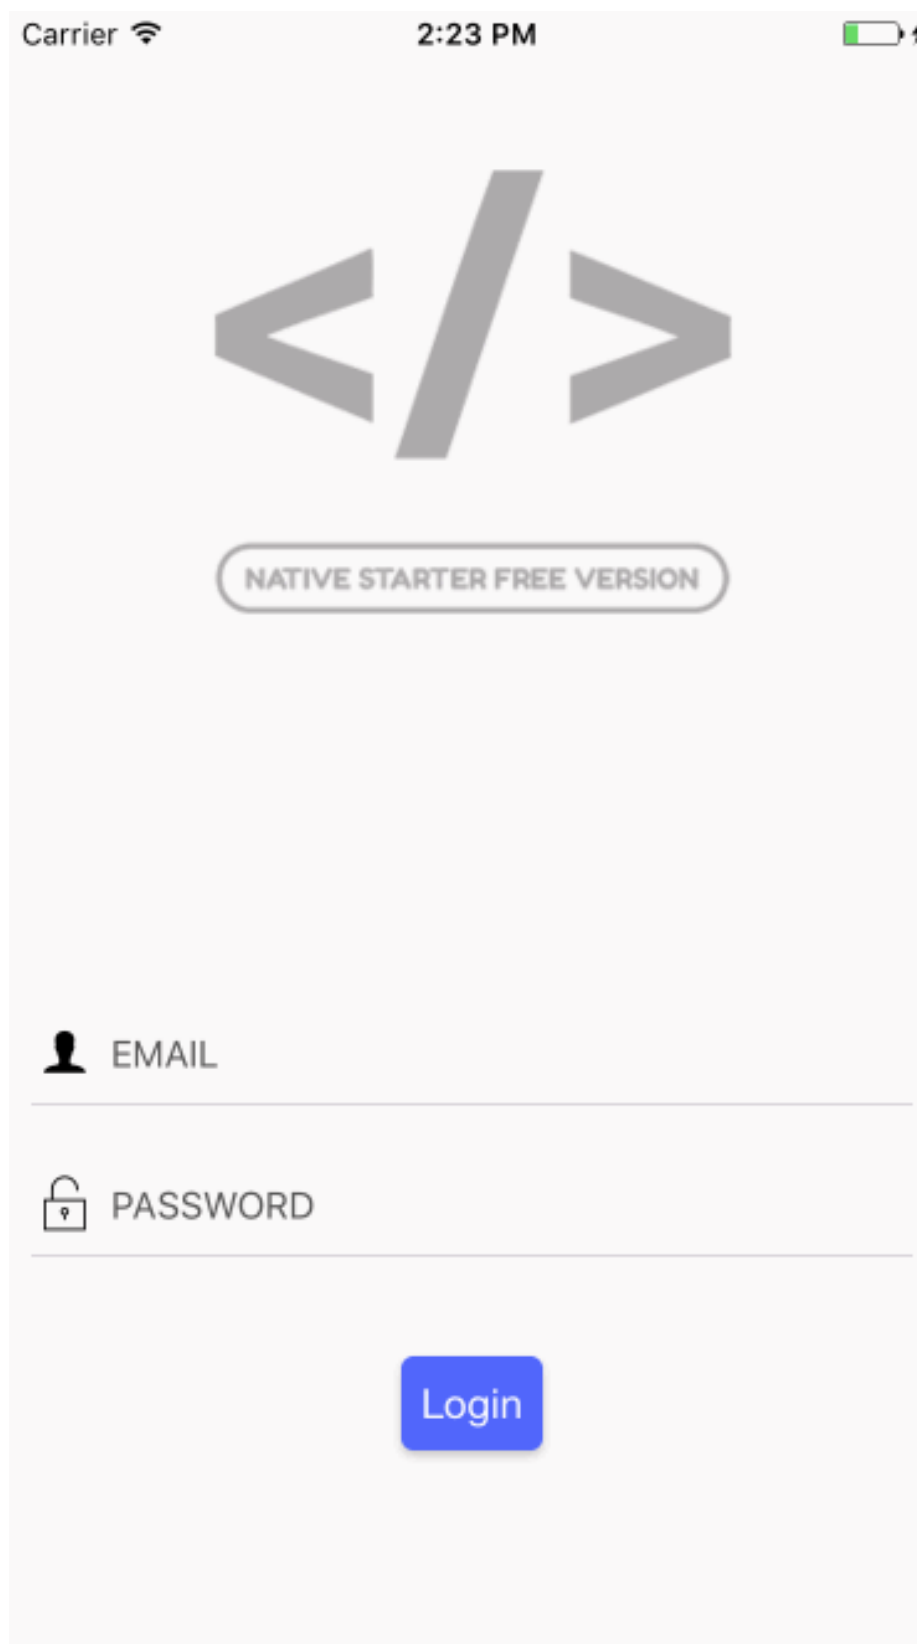 Carrier
2:23 PM
</>
NATIVE STARTER FREE VERSION
EMAIL
PASSWORD
Login